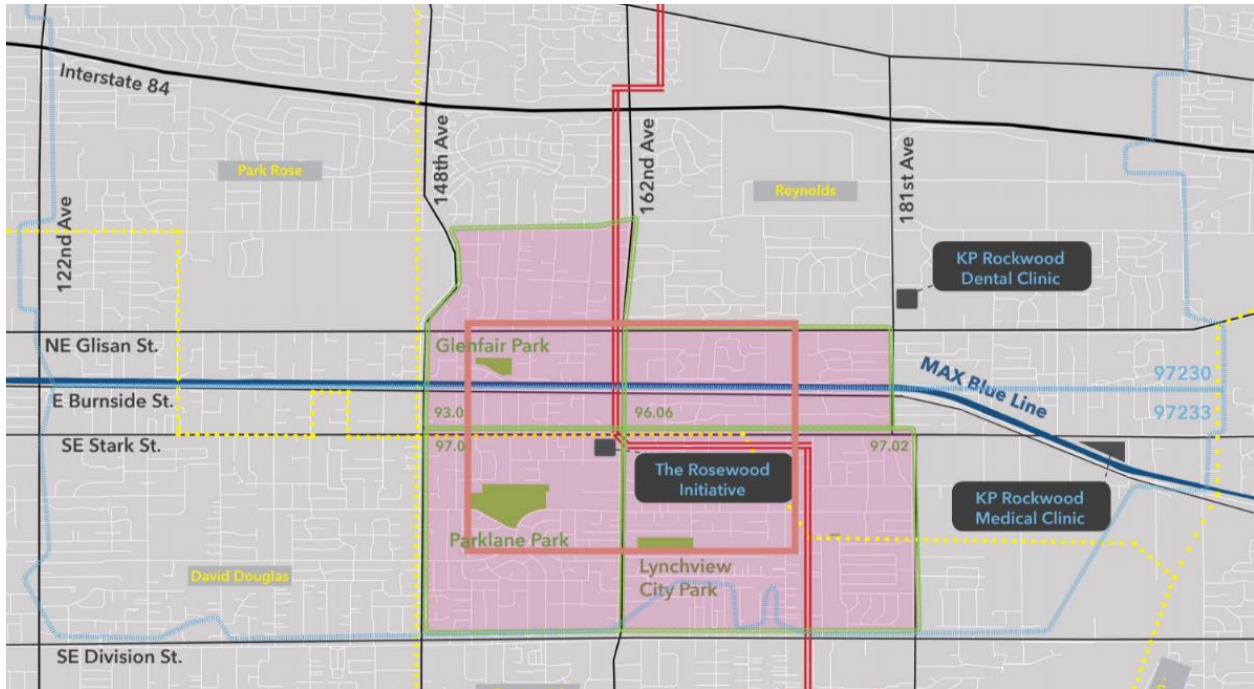 Interstate 84
122nd Ave
Park Rose
148th Ave
162nd Ave
Reynolds
181st Ave
KP Rockwood
Dental Clinic
NE Glisan St.
Glenfair Park
MAX Blue Line
97230
97233
E Burnside St.
93.0
96.06
SE Stark St.
97.0
97.02
The Rosewood
Initiative
KP Rockwood
Medical Clinic
Parklane Park
Lynchview
City Park
David Douglas
SE Division St.